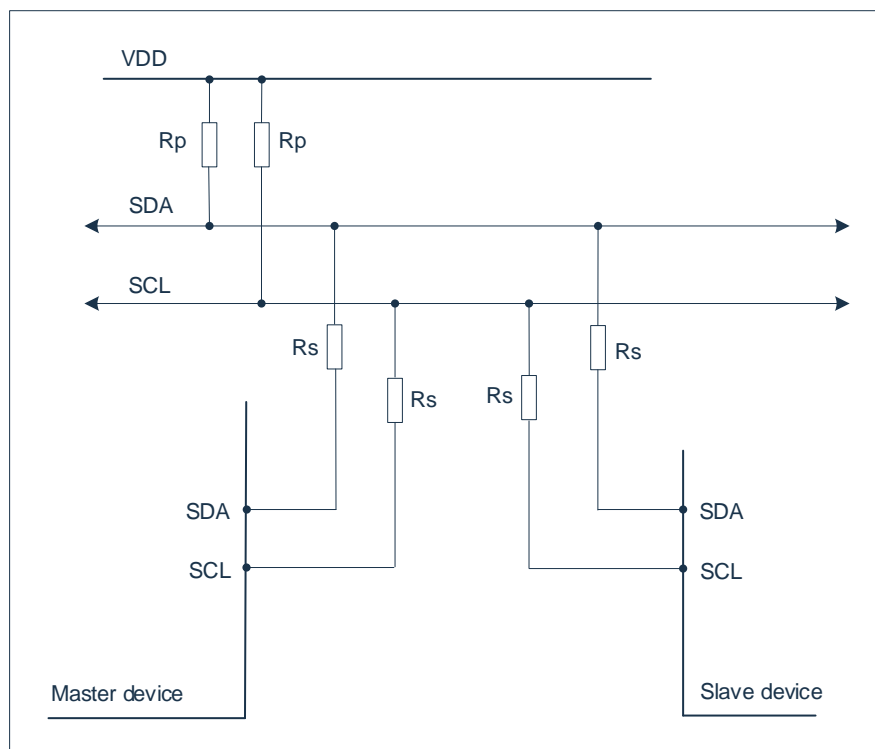 VDD
Rp
Rp
SDA
SCL
Rs
Rs
Rs
Rs
SDA
SDA
SCL
SCL
Master device
Slave device